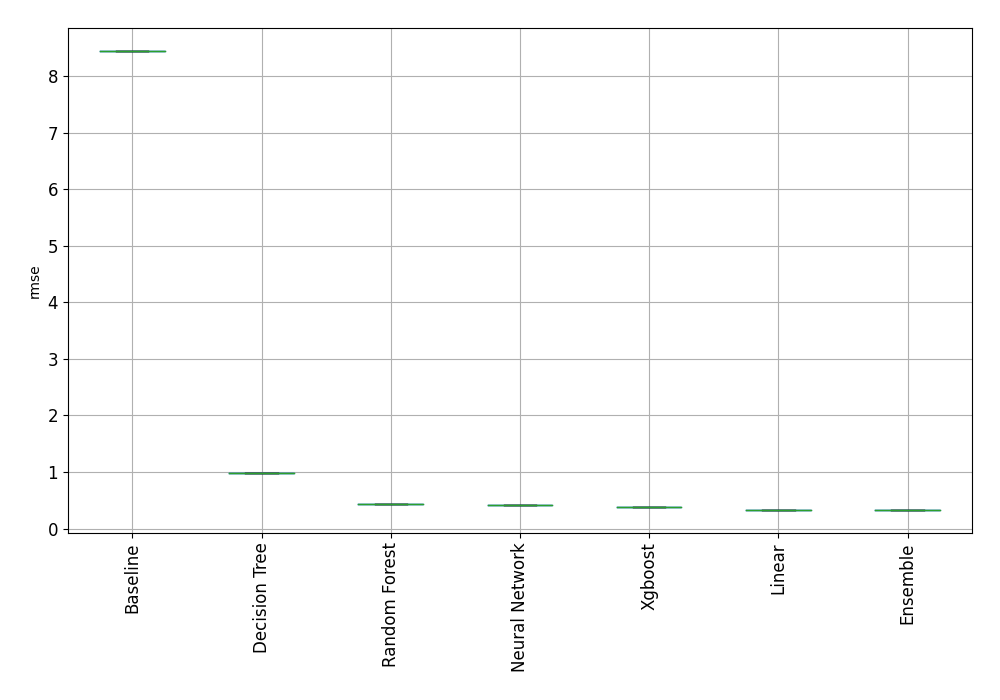 8
7
6
5
4
3
2
1
0
rmse
Baseline
Decision Tree
Random Forest
Neural Network
Xgboost
Linear
Ensemble